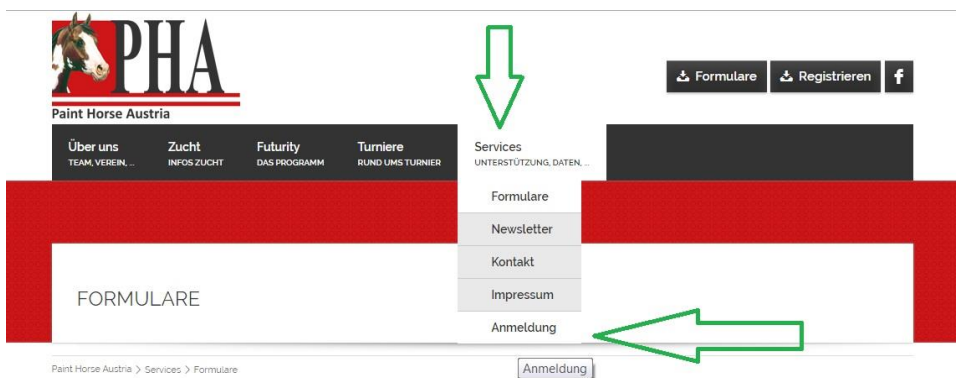 PHA
Paint Horse Austria
Formulare
Registrieren
f
Über uns
TEAM, VEREIN, ...
Zucht
INFOS ZUCHT
Futurity
DAS PROGRAMM
Turniere
RUND UMS TURNIER
Services
UNTERSTÜTZUNG, DATEN, ...
Formulare
Newsletter
Kontakt
Impressum
Anmeldung
FORMULARE
Paint Horse Austria > Services > Formulare
Anmeldung